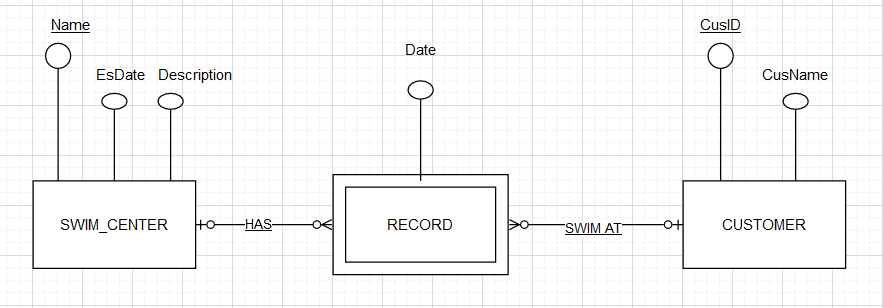 Name
EsDate
Description
Date
CusID
CusName
SWIM_CENTER
HAS
RECORD
SWIM AT
CUSTOMER